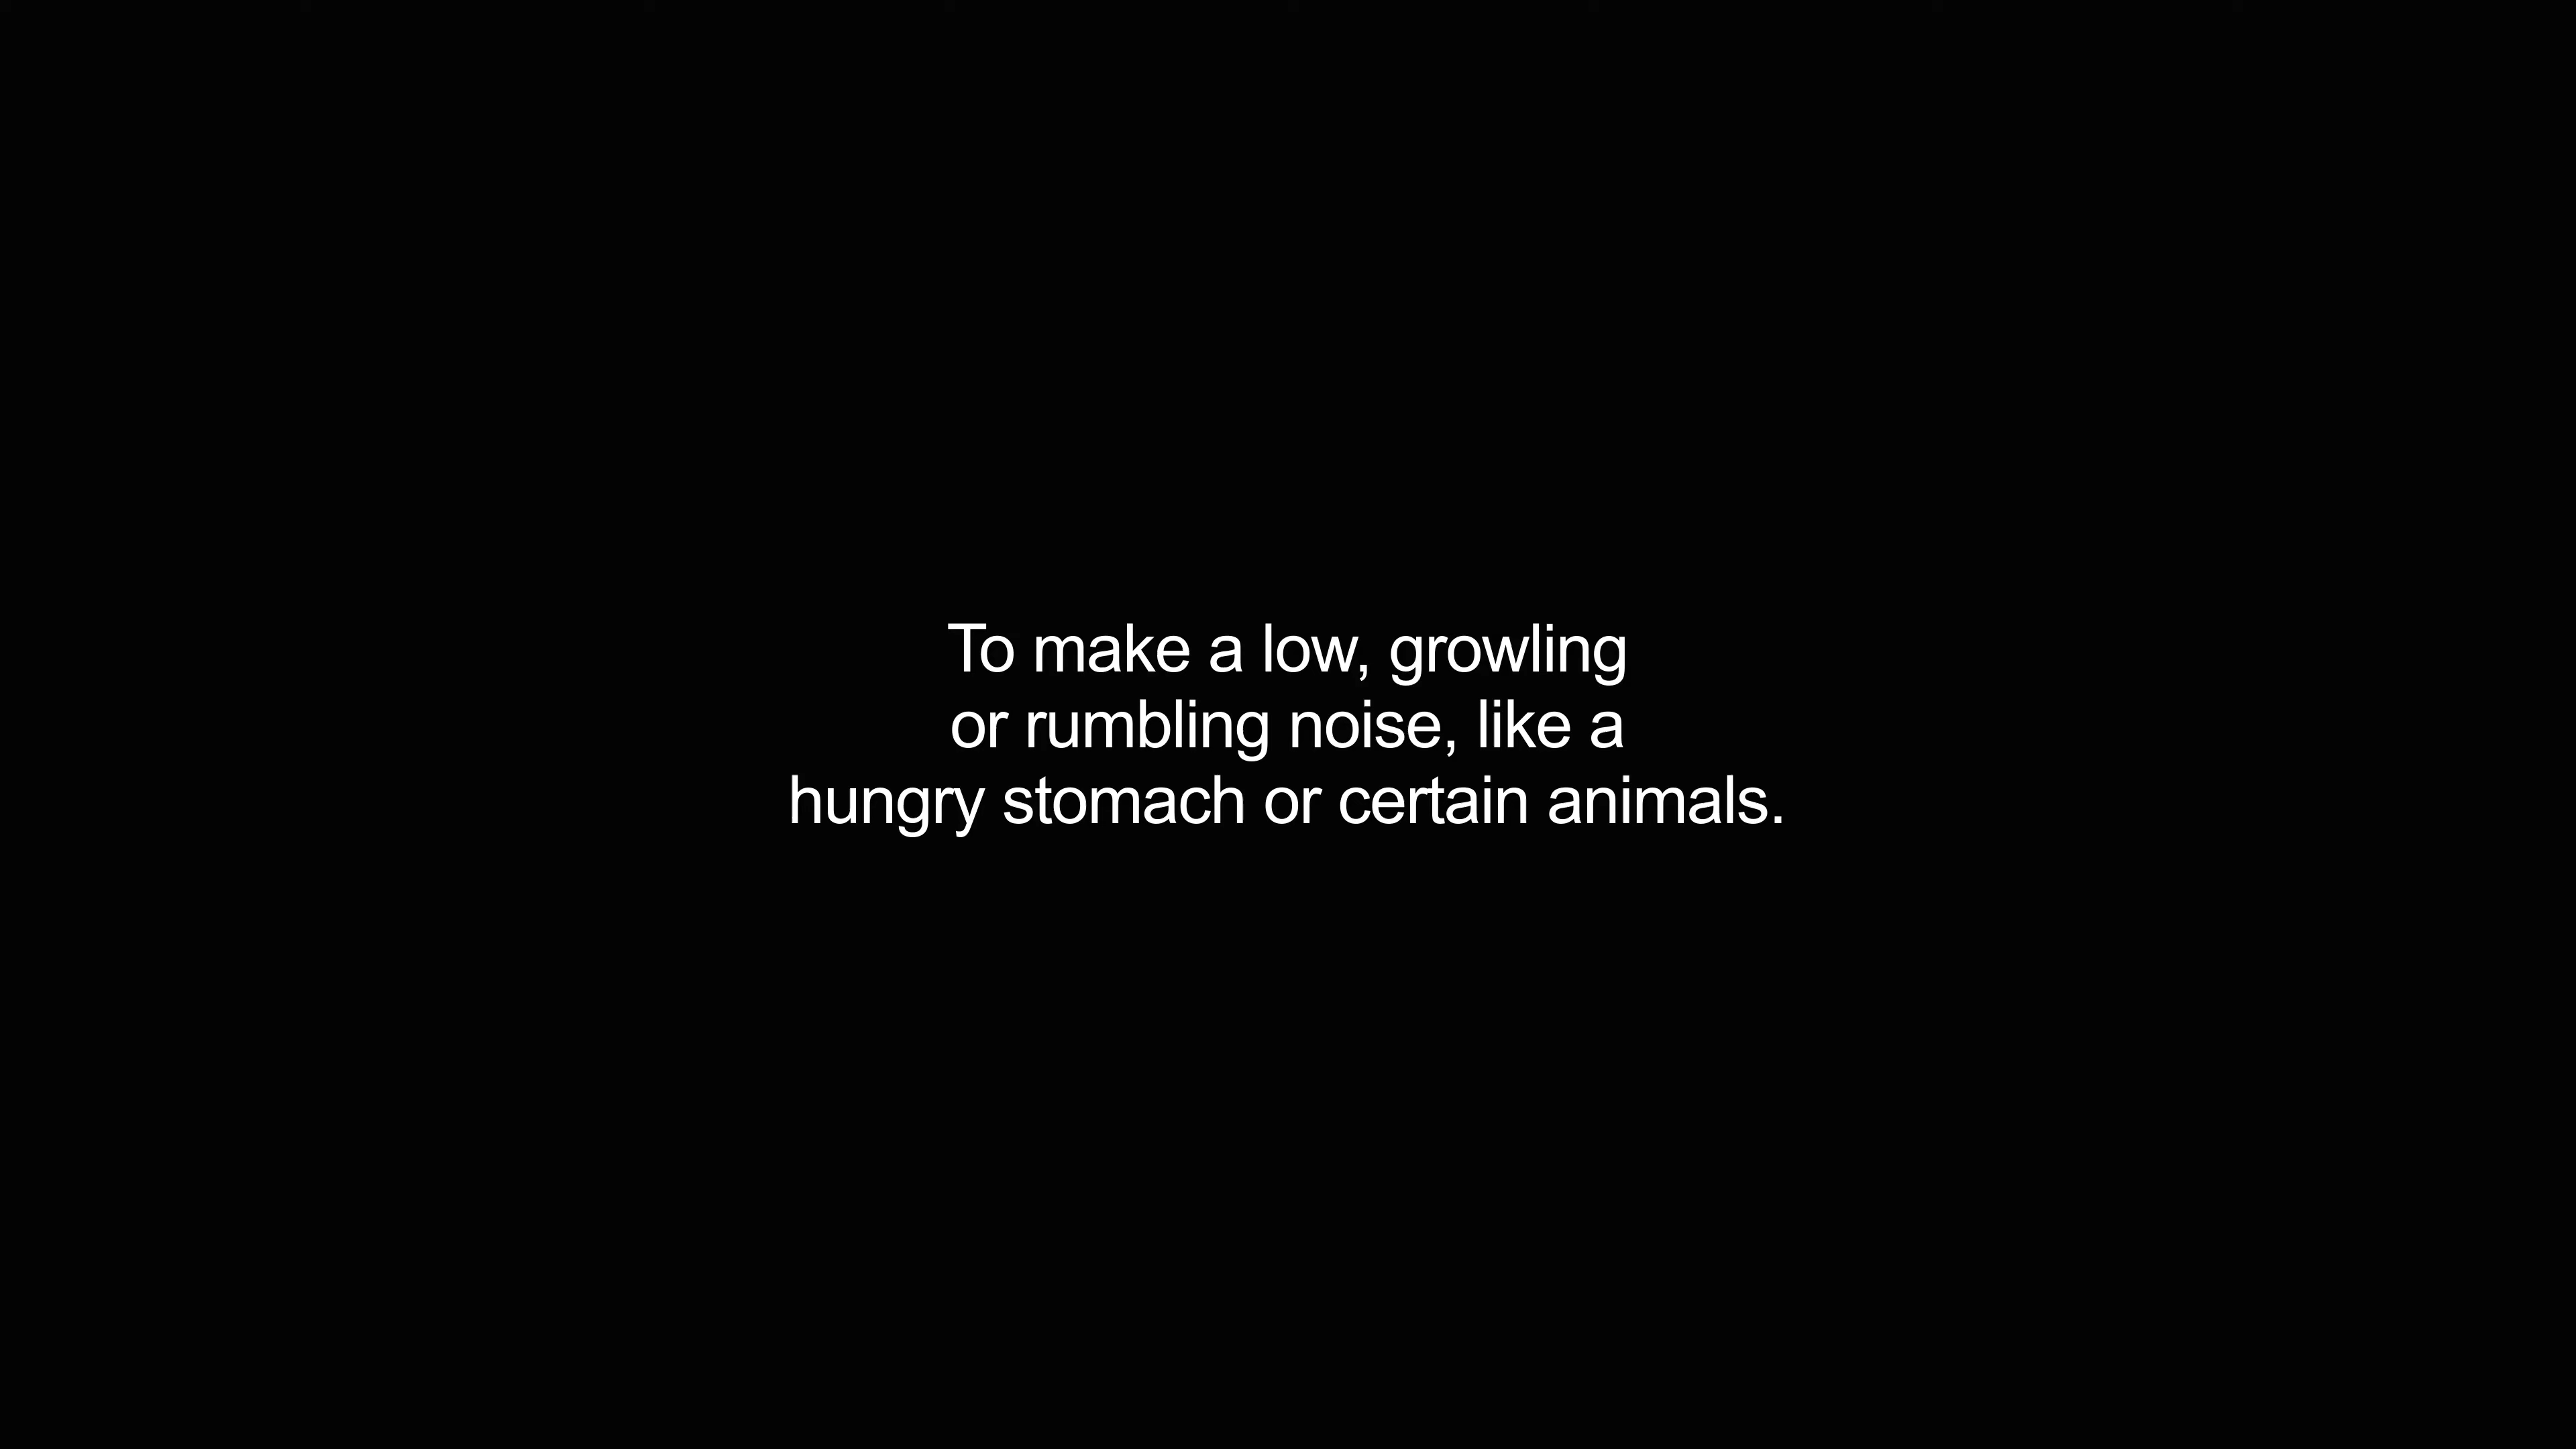 To make a low, growling
or rumbling noise, like a
hungry stomach or certain animals.